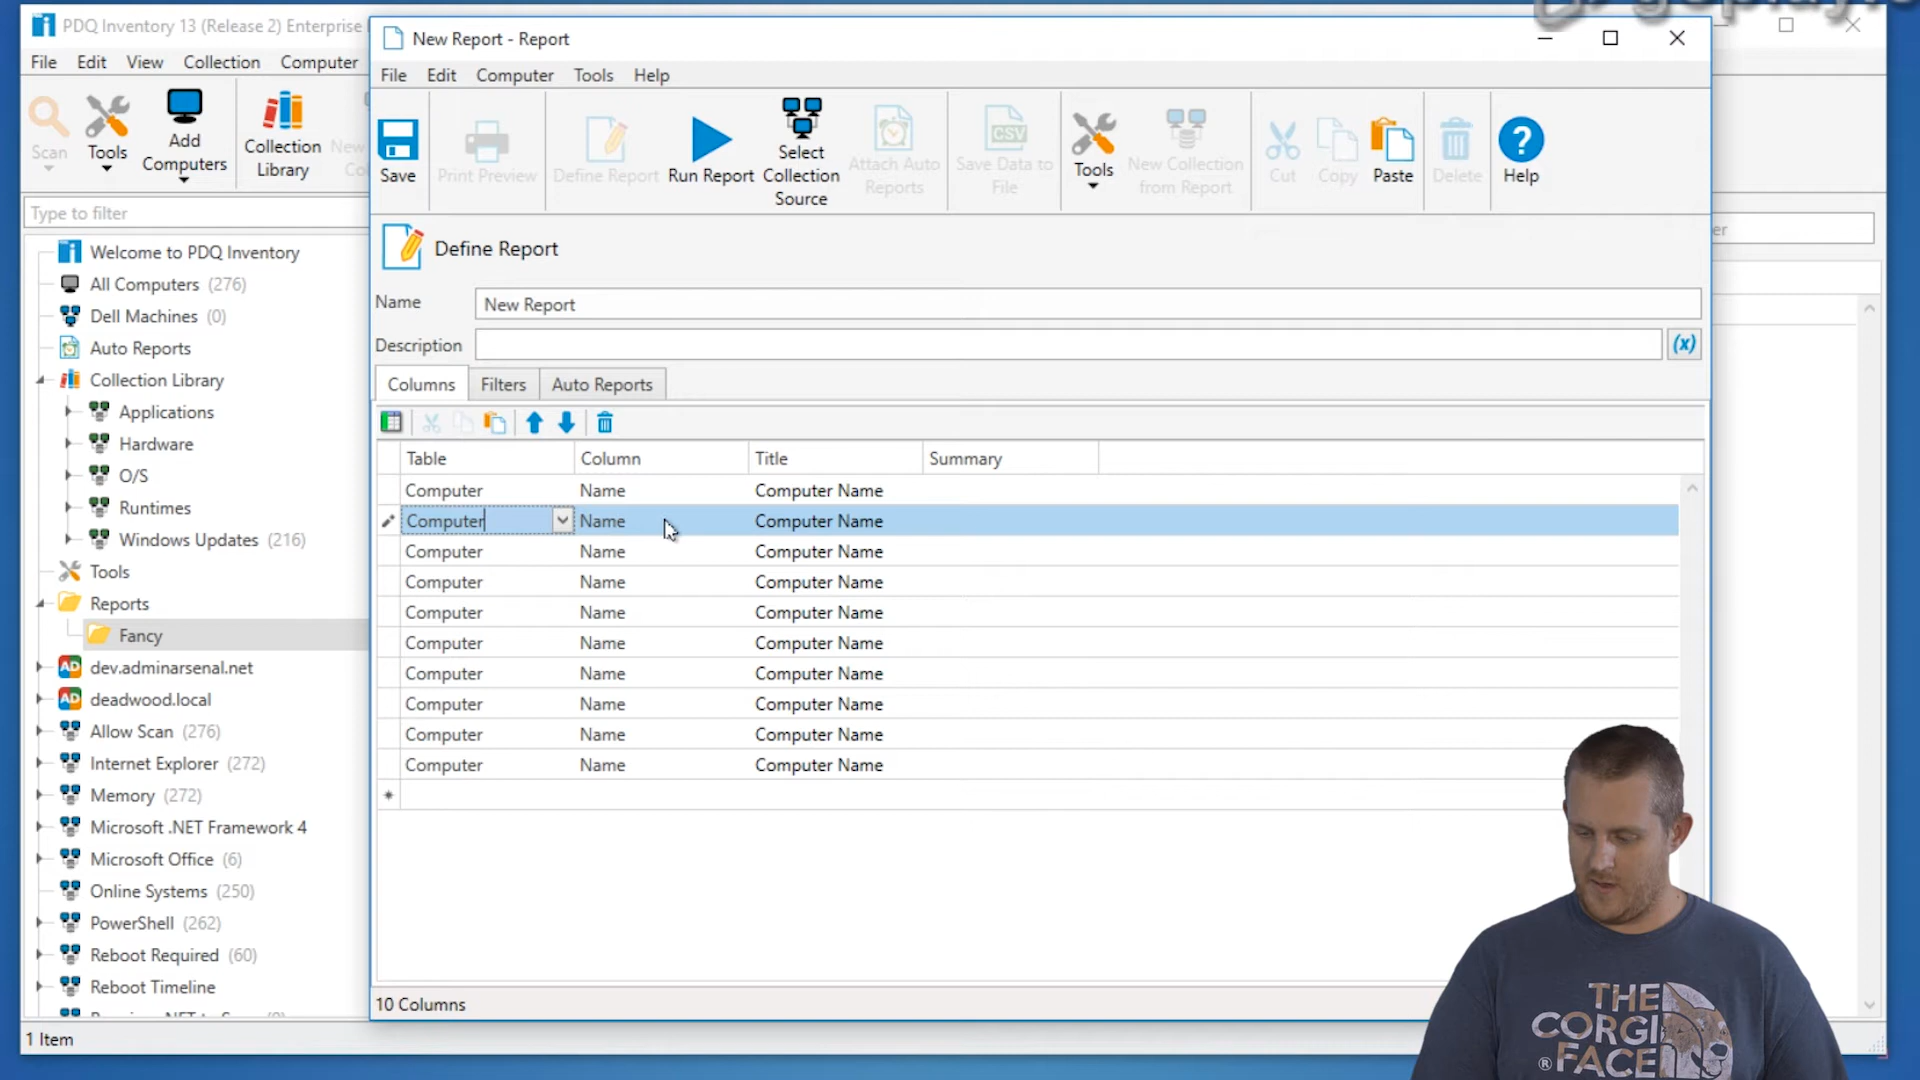 PDQ Inventory 13 (Release 2) Enterprise
File Edit View Collection Computer
Scan
Tools
Add Computers
Collection Library
Type to filter
Welcome to PDQ Inventory
All Computers (276)
Dell Machines (0)
Auto Reports
Collection Library
Applications
Hardware
O/S
Runtimes
Windows Updates (216)
Tools
Reports
Fancy
dev.adminarsenal.net
deadwood.local
Allow Scan (276)
Internet Explorer (272)
Memory (272)
Microsoft .NET Framework 4
Microsoft Office (6)
Online Systems (250)
PowerShell (262)
Reboot Required (60)
Reboot Timeline
1 Item
New Report - Report
File Edit Computer Tools Help
Save
Print Preview
Define Report
Run Report
Select Collection Source
Attach Auto Reports
CSV
Save Data to File
Tools
New Collection from Report
Cut
Copy
Paste
Delete
?
Help
Define Report
Name New Report
Description (x)
Columns Filters Auto Reports
Table Column Title Summary
Computer Name Computer Name
Computer Name Computer Name
Computer Name Computer Name
Computer Name Computer Name
Computer Name Computer Name
Computer Name Computer Name
Computer Name Computer Name
Computer Name Computer Name
Computer Name Computer Name
Computer Name Computer Name
10 Columns
THE
CORGI
®FACE